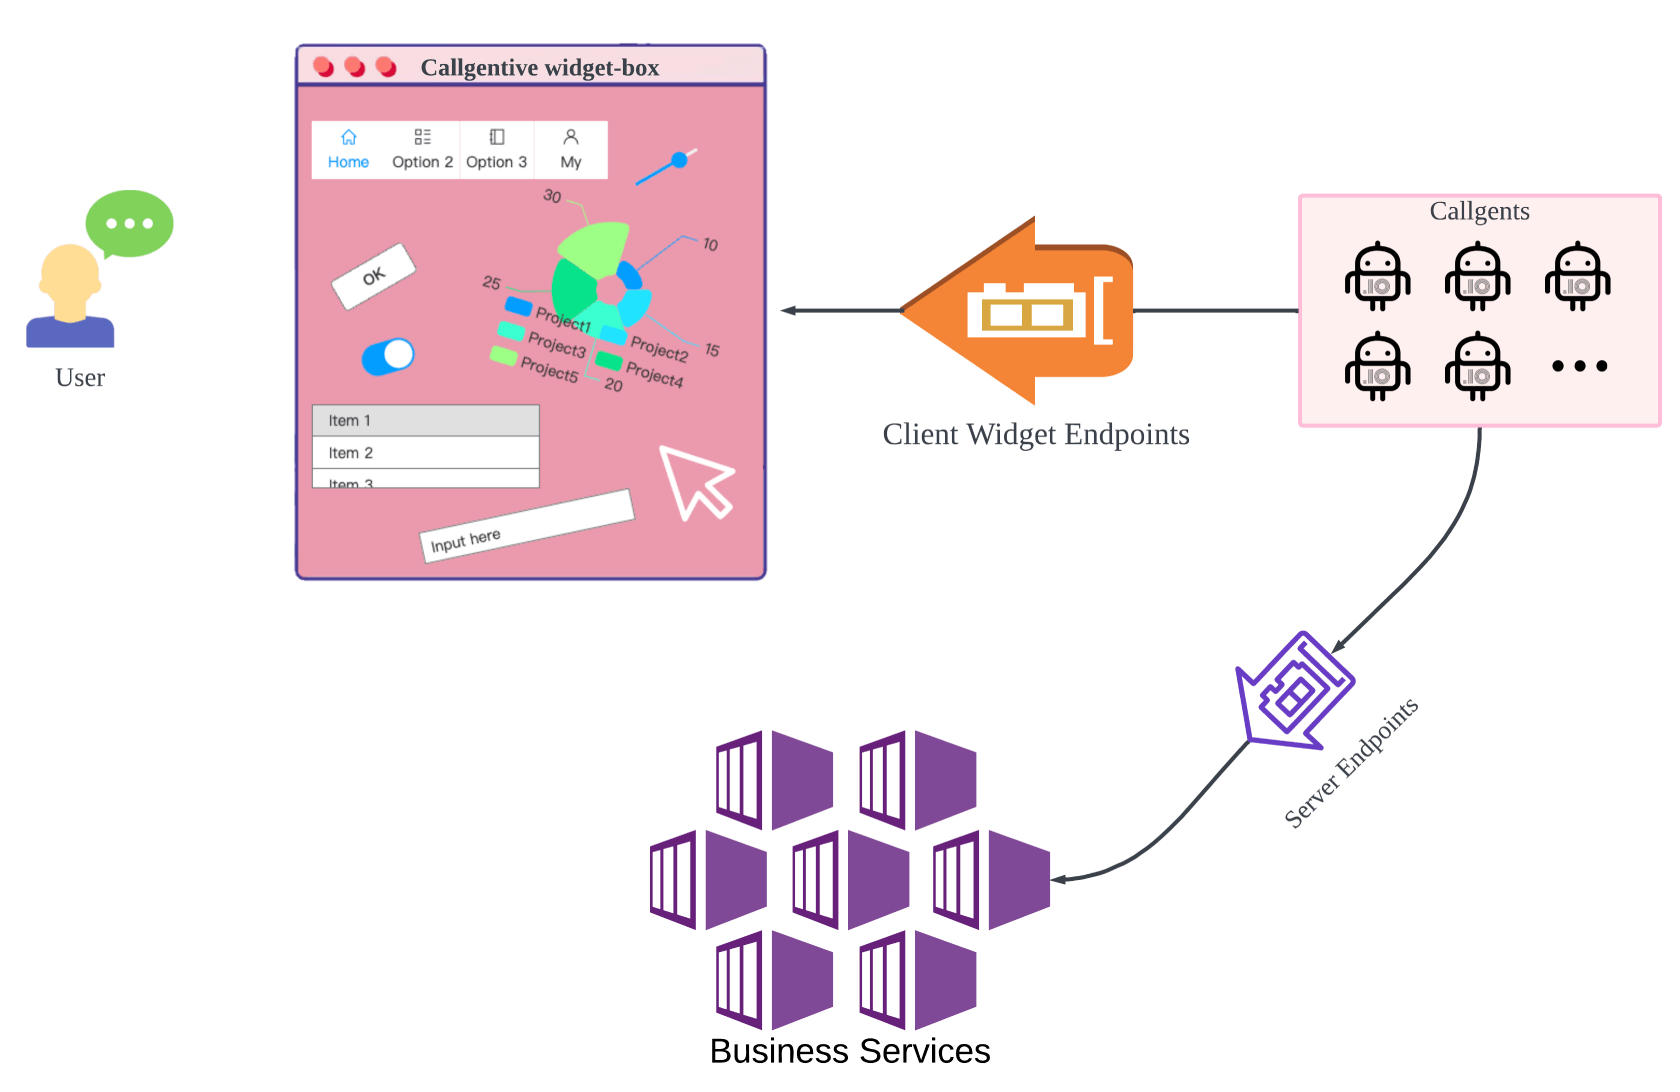 Callgentive widget-box
Home
Option 2
Option 3
My
30
10
25
15
20
Project1
Project2
Project3
Project4
Project5
OK
Item 1
Item 2
Item 3
Input here
User
Client Widget Endpoints
Callgents
.IO
.IO
.IO
.IO
.IO
Server Endpoints
Business Services